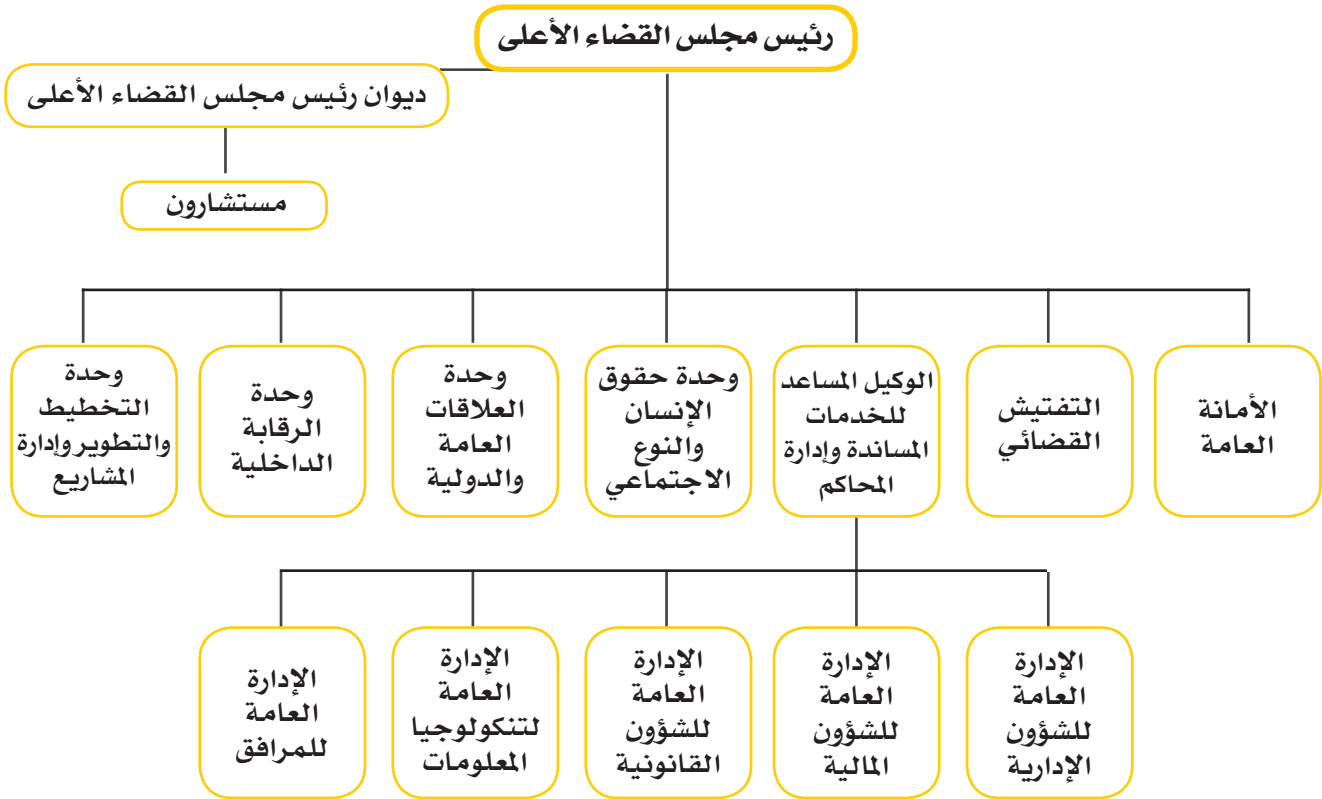 رئيس مجلس القضاء الأعلى
ديوان رئيس مجلس القضاء الأعلى
مستشارون
الأمانة
العامة
التفتيش
القضائي
الوكيل المساعد
للخدمات
المساندة وإدارة
المحاكم
وحدة حقوق
الإنسان
والنوع
الاجتماعي
وحدة
العلاقات
العامة
والدولية
وحدة
الرقابة
الداخلية
وحدة
التخطيط
والتطوير وإدارة
المشاريع
الإدارة
العامة
للشؤون
الإدارية
الإدارة
العامة
للشؤون
المالية
الإدارة
العامة
للشؤون
القانونية
الإدارة
العامة
لتنكولوجيا
المعلومات
الإدارة
العامة
للمرافق